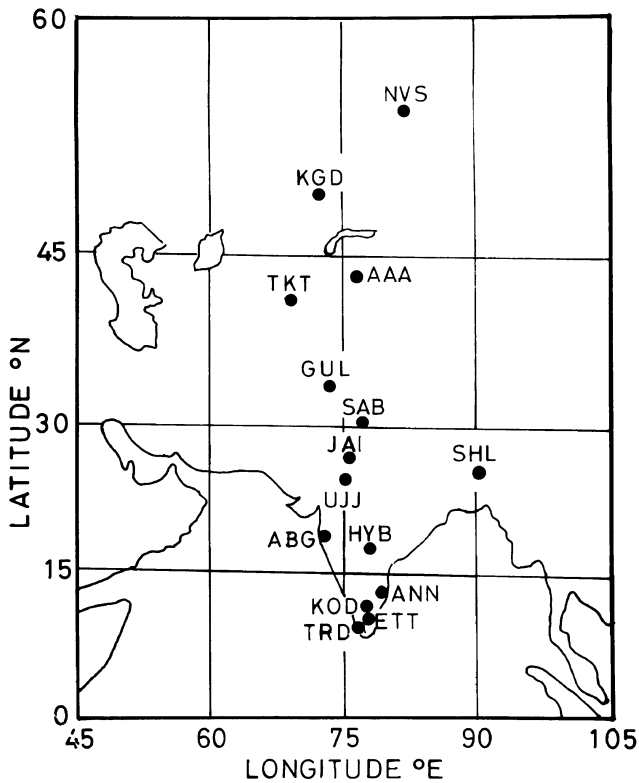 60
NVS
KGD
45
TKT
AAA
GUL
SAB
30
JAI
SHL
UJJ
ABG
HYB
15
ANN
KOD
ETT
TRD
0
45
60
75
90
105
LONGITUDE °E
LATITUDE °N